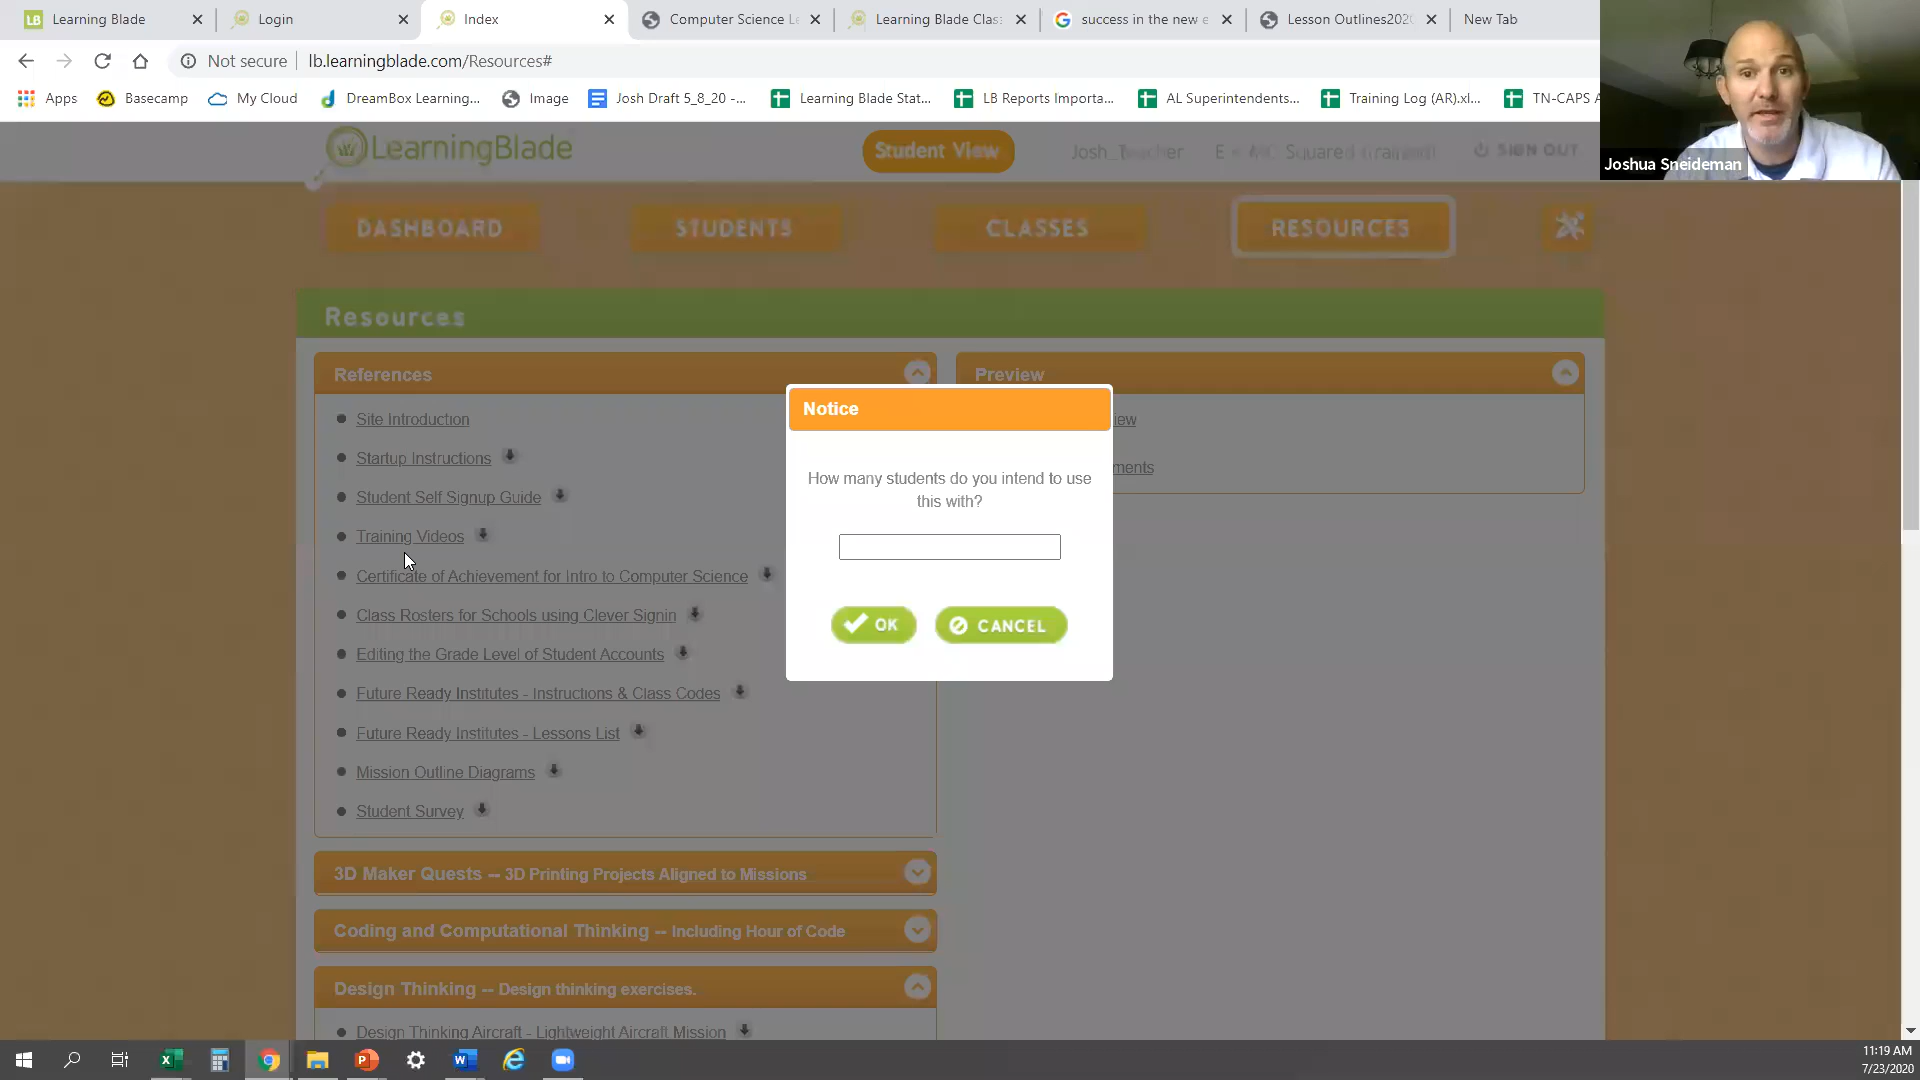 LB Learning Blade
Login
Index
Computer Science Le
Learning Blade Clas
success in the new e
Lesson Outlines202
New Tab
Not secure
lb.learningblade.com/Resources#
Apps
Basecamp
My Cloud
DreamBox Learning...
Image
Josh Draft 5_8_20 -...
Learning Blade Stat...
LB Reports Importa...
AL Superintendents...
Training Log (AR).xl...
TN-CAPS A
Joshua Sneideman
LearningBlade
Student View
Josh_Teacher
Squared
SIGN OUT
DASHBOARD
STUDENTS
CLASSES
RESOURCES
Resources
References
Site Introduction
Startup Instructions
Student Self Signup Guide
Training Videos
Certificate of Achievement for Intro to Computer Science
Class Rosters for Schools using Clever Signin
Editing the Grade Level of Student Accounts
Future Ready Institutes - Instructions & Class Codes
Future Ready Institutes - Lessons List
Mission Outline Diagrams
Student Survey
3D Maker Quests -- 3D Printing Projects Aligned to Missions
Coding and Computational Thinking -- Including Hour of Code
Design Thinking -- Design thinking exercises.
Design Thinking Aircraft - Lightweight Aircraft Mission
Preview
iew
ments
Notice
How many students do you intend to use
this with?
OK
CANCEL
11:19 AM
7/23/2020